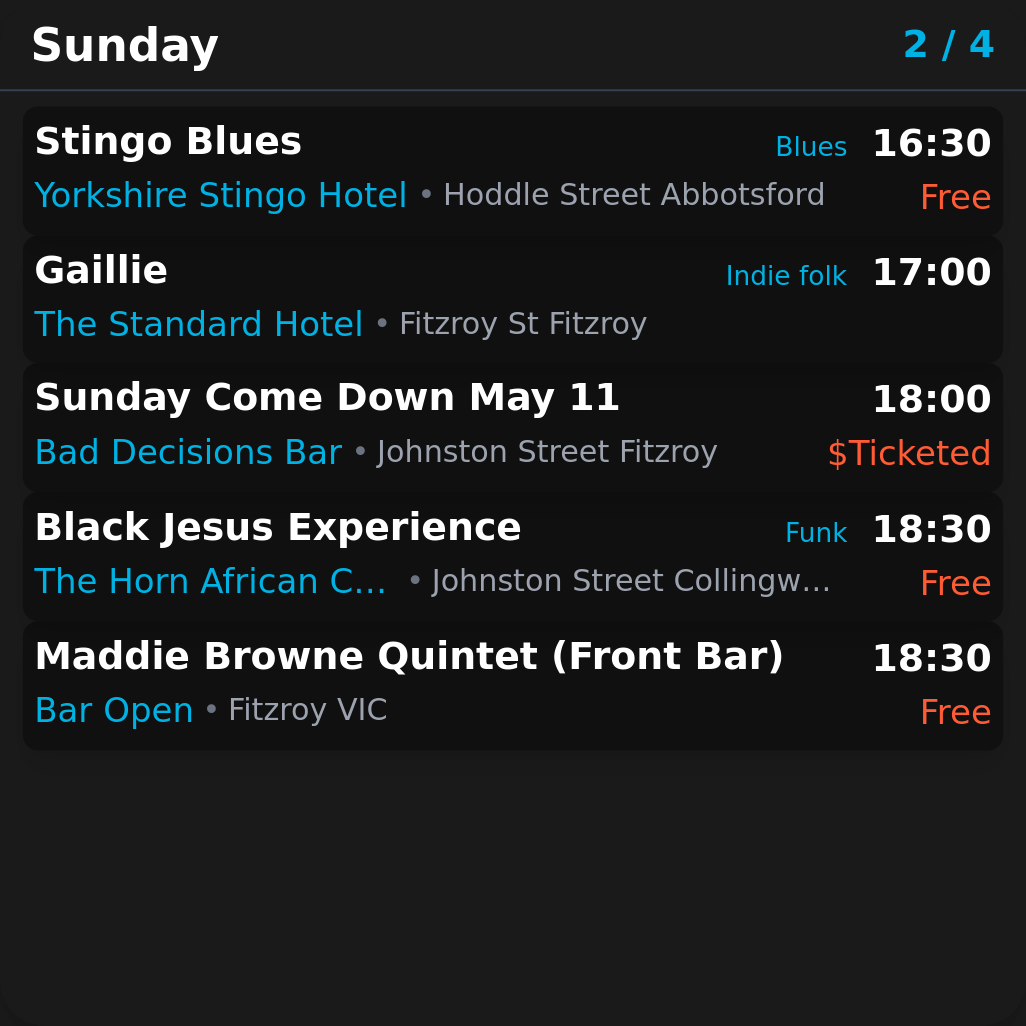 Sunday 2 / 4
Stingo Blues Blues 16:30
Yorkshire Stingo Hotel • Hoddle Street Abbotsford Free
Gaillie Indie folk 17:00
The Standard Hotel • Fitzroy St Fitzroy
Sunday Come Down May 11 18:00
Bad Decisions Bar • Johnston Street Fitzroy $Ticketed
Black Jesus Experience Funk 18:30
The Horn African C... • Johnston Street Collingw... Free
Maddie Browne Quintet (Front Bar) 18:30
Bar Open • Fitzroy VIC Free